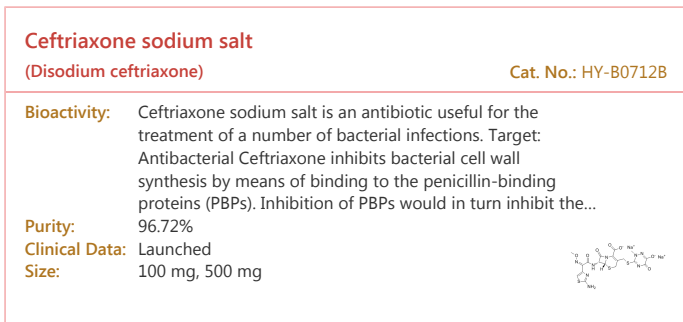 Ceftriaxone sodium salt
(Disodium ceftriaxone) Cat. No.: HY-B0712B
Bioactivity: Ceftriaxone sodium salt is an antibiotic useful for the
treatment of a number of bacterial infections. Target:
Antibacterial Ceftriaxone inhibits bacterial cell wall
synthesis by means of binding to the penicillin-binding
proteins (PBPs). Inhibition of PBPs would in turn inhibit the...
Purity: 96.72%
Clinical Data: Launched
Size: 100 mg, 500 mg